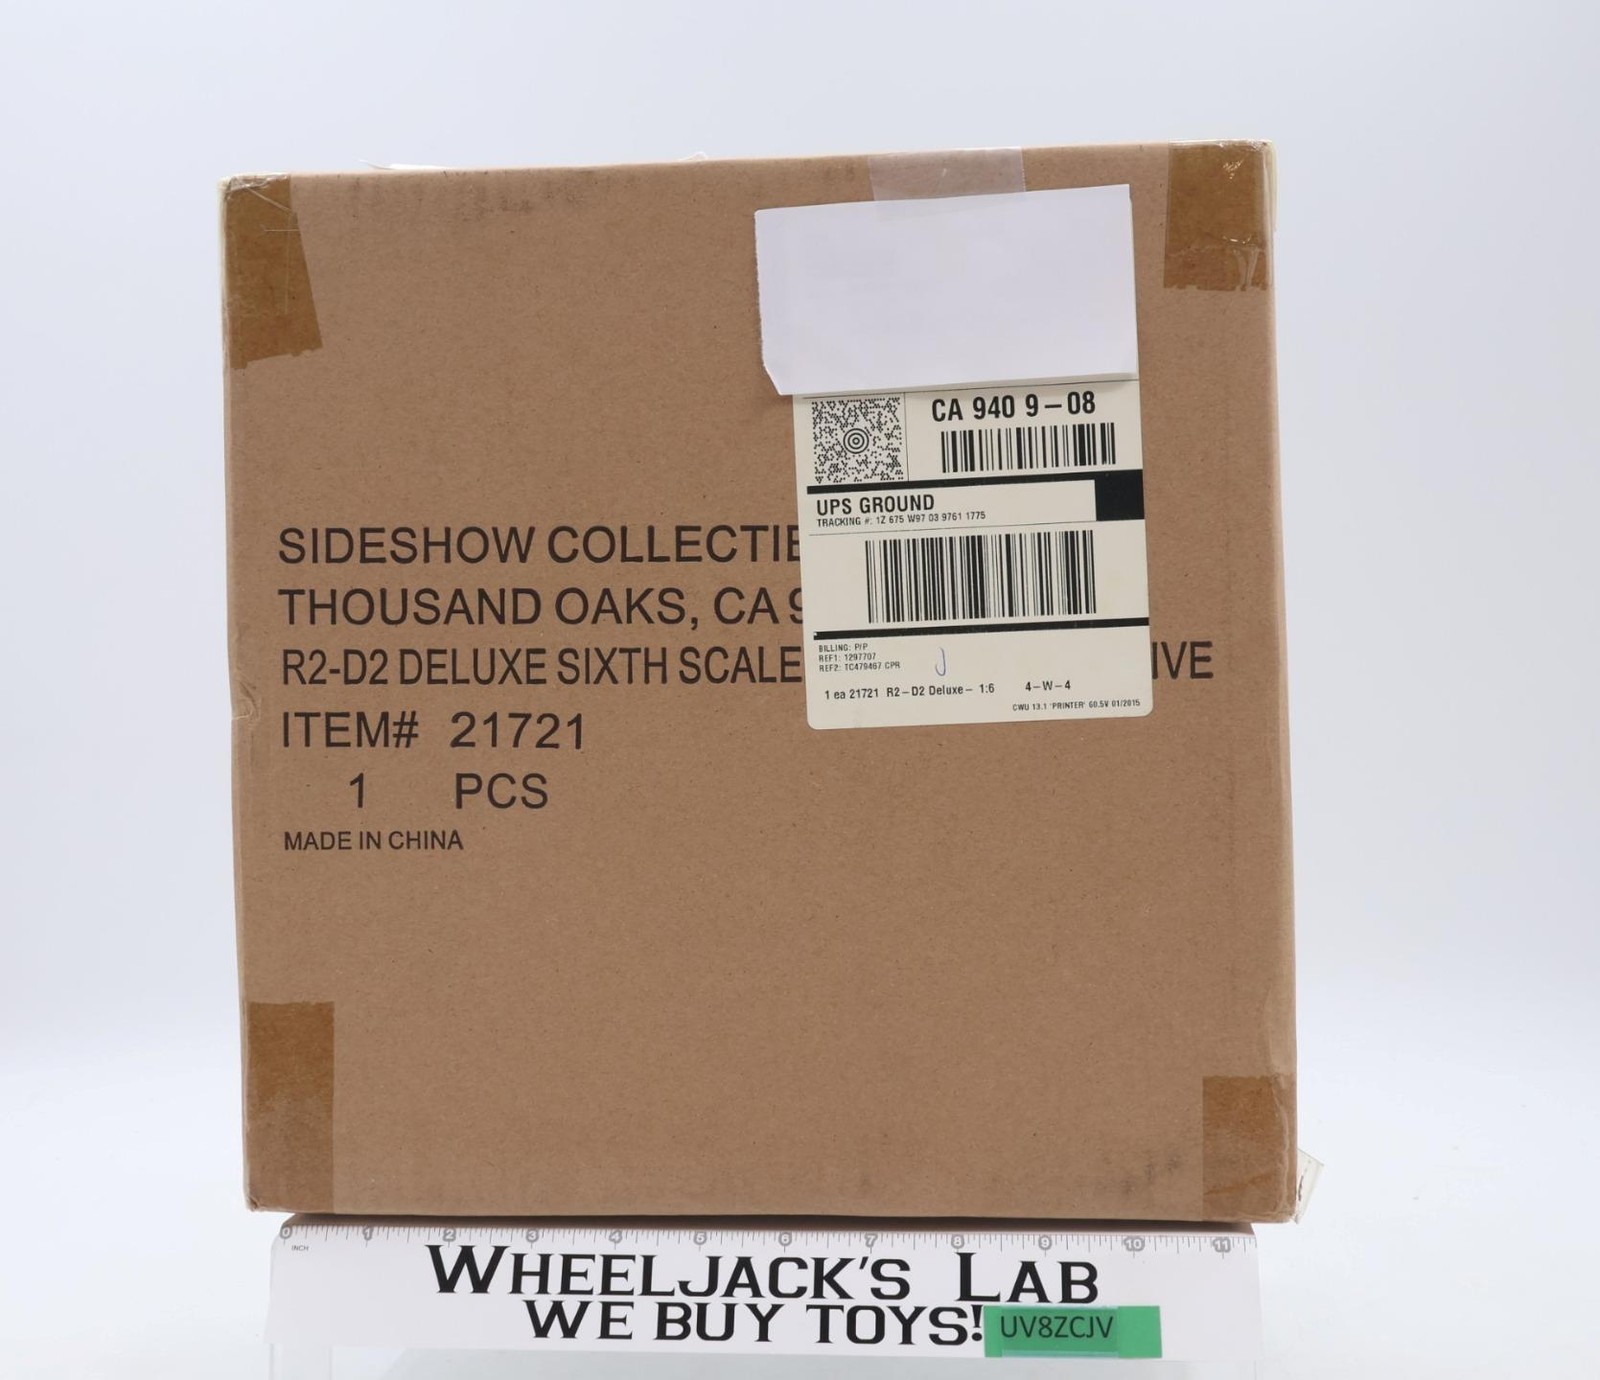 CA 940 9-08
UPS GROUND
TRACKING #: 1Z 675 W97 03 9761 1775
SIDESHOW COLLECTIB
THOUSAND OAKS, CA 9
R2-D2 DELUXE SIXTH SCALE IVE
ITEM# 21721
1 PCS
MADE IN CHINA
BILLING: P/P
REF1: 1297707
REF2: TC479467 CPR
J
1 ea 21721 R2-D2 Deluxe- 1:6 4-W-4
CWU 13.1 'PRINTER' 60.5V 01/2015
0 1 2 3 4 5 6 7 8 9 10 11
INCH
WHEELJACK'S LAB
WE BUY TOYS!
UV8ZCJV